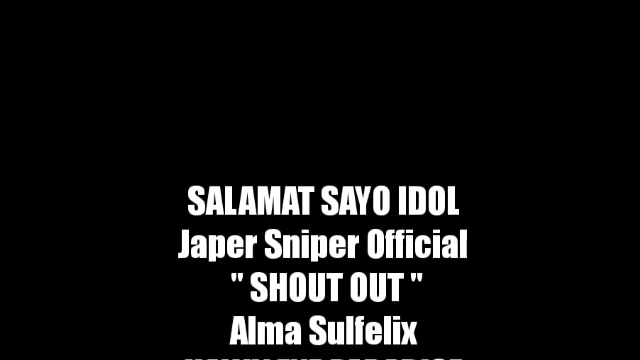 SALAMAT SAYO IDOL
Japer Sniper Official
" SHOUT OUT "
Alma Sulfelix